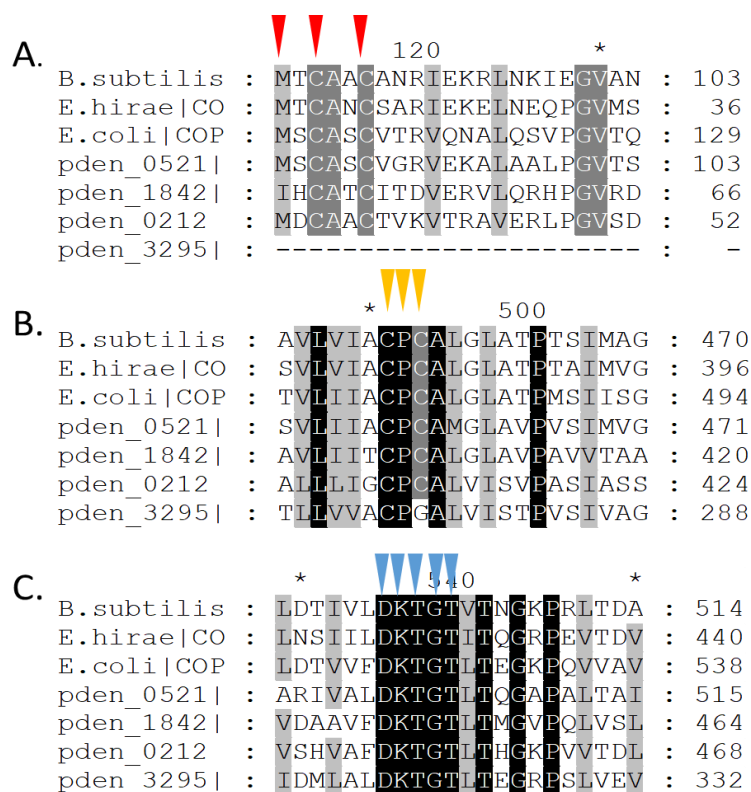 A.
120 *
B.subtilis : MTCAACANRIEKRLNKIEGVAN : 103
E.hirae|CO : MTCANCSARIEKELNEQPGVMS : 36
E.coli|COP : MSCASCVTRVQNALQSVPGVTQ : 129
pden_0521| : MSCASCVGRVEKALAALPGVTS : 103
pden_1842| : IHCATCITDVERVLQRHPGVRD : 66
pden_0212 : MDCAACTVKVTRAVERLPGVSD : 52
pden_3295| : ---------------------- : -
B.
* 500
B.subtilis : AVLVIACPCALGLATPTSIMAG : 470
E.hirae|CO : SVLVIACPCALGLATPTAIMVG : 396
E.coli|COP : TVLIIACPCALGLATPMSIISG : 494
pden_0521| : SVLIIACPCAMGLAVPVSIMVG : 471
pden_1842| : AVLIITCPCALGLAVPAVVTAA : 420
pden_0212 : ALLLIGCPCALVISVPASIASS : 424
pden_3295| : TLLVVACPGALVISTPVSIVAG : 288
C.
* 540 *
B.subtilis : LDTIVLDKTGTVTNGKPRLTDA : 514
E.hirae|CO : LNSIILDKTGTITQGRPEVTDV : 440
E.coli|COP : LDTVVFDKTGTLTEGKPQVVAV : 538
pden_0521| : ARIVALDKTGTLTQGAPALTAI : 515
pden_1842| : VDAAVFDKTGTLTMGVPQLVSL : 464
pden_0212 : VSHVAFDKTGTLTHGKPVVTDL : 468
pden_3295| : IDMLALDKTGTLTEGRPSLVEV : 332